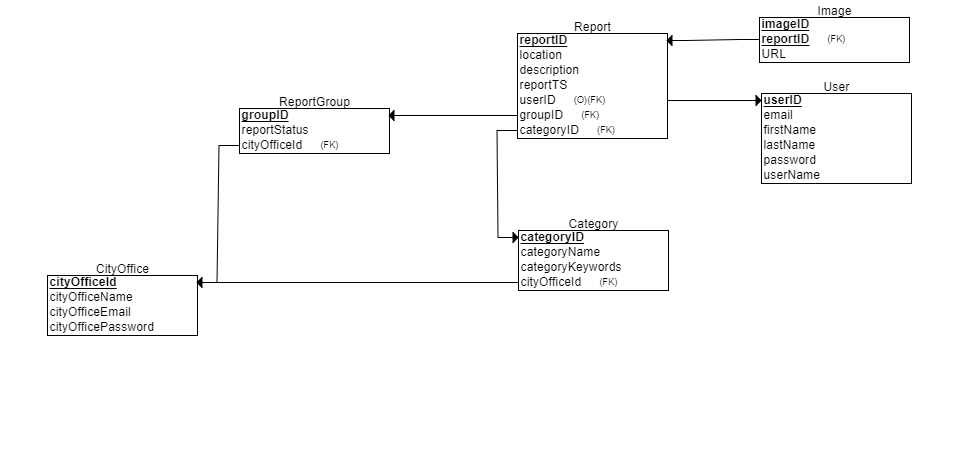 Image
imageID
reportID (FK)
URL
Report
reportID
location
description
reportTS
userID (O)(FK)
groupID (FK)
categoryID (FK)
User
userID
email
firstName
lastName
password
userName
ReportGroup
groupID
reportStatus
cityOfficeId (FK)
Category
categoryID
categoryName
categoryKeywords
cityOfficeId (FK)
CityOffice
cityOfficeId
cityOfficeName
cityOfficeEmail
cityOfficePassword